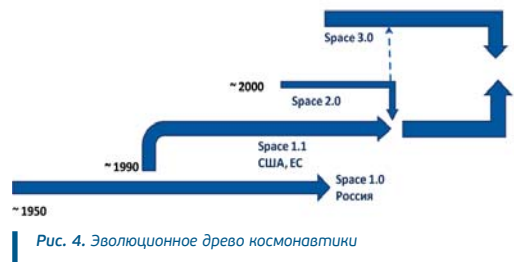 Space 3.0
~ 2000
Space 2.0
Space 1.1
США, ЕС
~ 1990
Space 1.0
Россия
~ 1950
Рис. 4. Эволюционное древо космонавтики